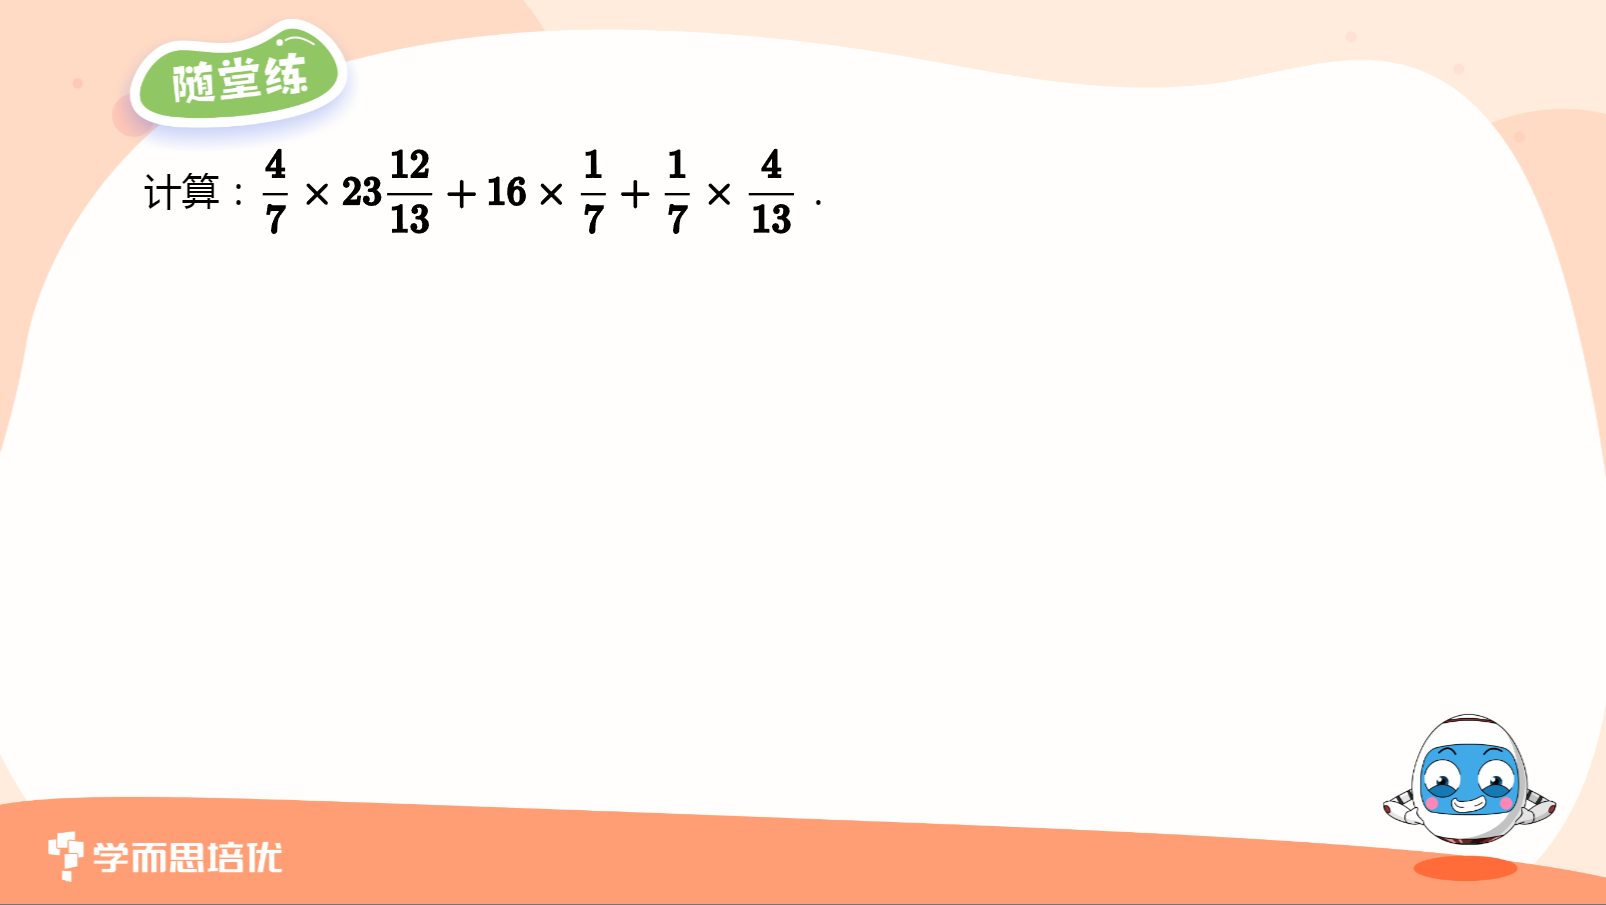 随堂练
计算：4/7 × 23 12/13 + 16 × 1/7 + 1/7 × 4/13 .
学而思培优